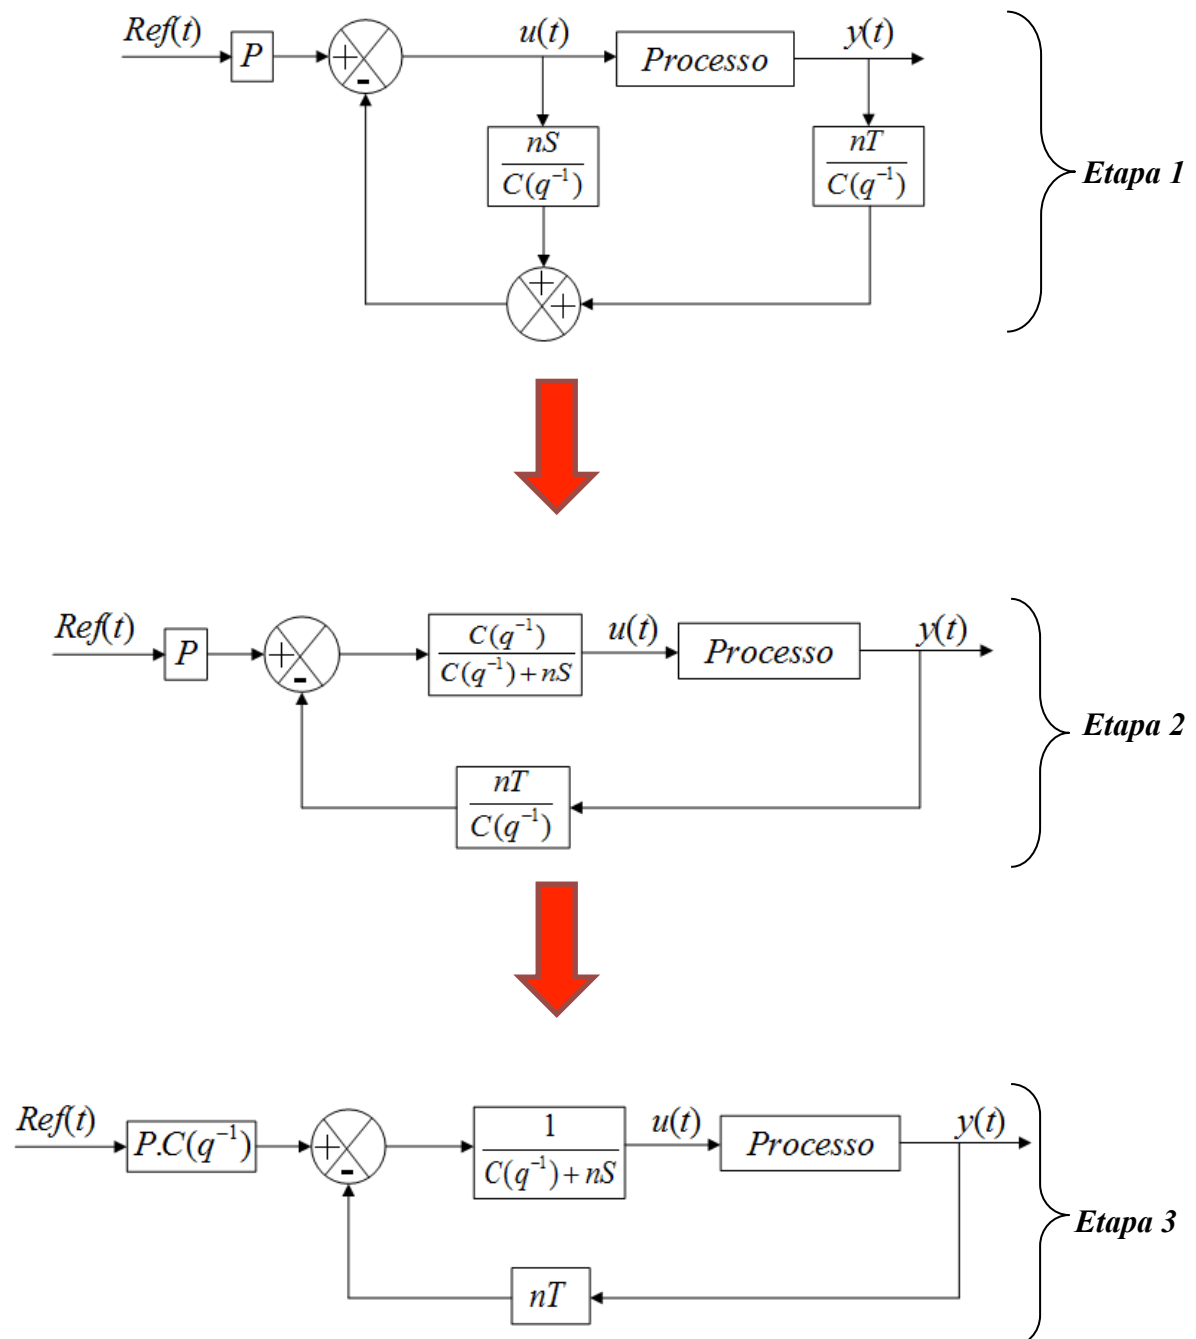 Ref(t) P + - u(t) Processo y(t)
nS
C(q⁻¹)
nT
C(q⁻¹)
Etapa 1
+ +
Ref(t) P + - C(q⁻¹)
C(q⁻¹)+nS
u(t) Processo y(t)
Etapa 2
nT
C(q⁻¹)
Ref(t) P.C(q⁻¹) + - 1
C(q⁻¹)+nS
u(t) Processo y(t)
Etapa 3
nT